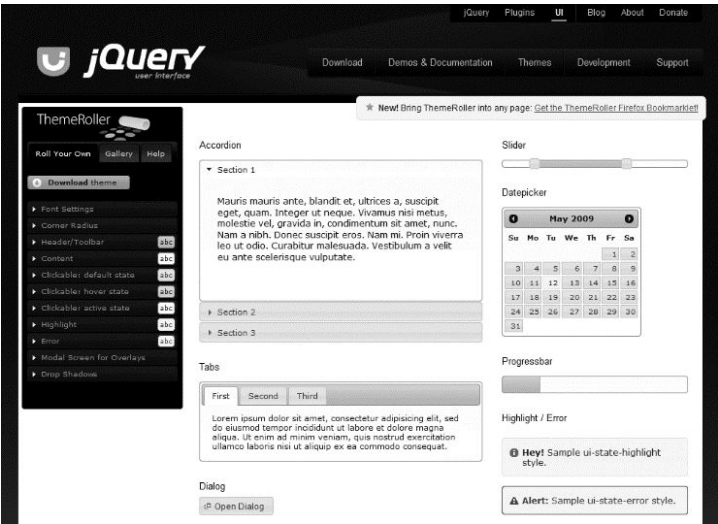 jQuery Plugins UI Blog About Donate
jQuery
user interface
Download Demos & Documentation Themes Development Support
★ New! Bring ThemeRoller into any page: Get the ThemeRoller Firefox Bookmarklet!
ThemeRoller
Roll Your Own Gallery Help
Download theme
Font Settings
Corner Radius
Header/Toolbar abc
Content abc
Clickable: default state abc
Clickable: hover state abc
Clickable: active state abc
Highlight abc
Error abc
Modal Screen for Overlays
Drop Shadows
Accordion
Section 1
Mauris mauris ante, blandit et, ultrices a, suscipit
eget, quam. Integer ut neque. Vivamus nisi metus,
molestie vel, gravida in, condimentum sit amet, nunc.
Nam a nibh. Donec suscipit eros. Nam mi. Proin viverra
leo ut odio. Curabitur malesuada. Vestibulum a velit
eu ante scelerisque vulputate.
Section 2
Section 3
Tabs
First Second Third
Lorem ipsum dolor sit amet, consectetur adipisicing elit, sed
do eiusmod tempor incididunt ut labore et dolore magna
aliqua. Ut enim ad minim veniam, quis nostrud exercitation
ullamco laboris nisi ut aliquip ex ea commodo consequat.
Dialog
Open Dialog
Slider
Datepicker
May 2009
Su Mo Tu We Th Fr Sa
1 2
3 4 5 6 7 8 9
10 11 12 13 14 15 16
17 18 19 20 21 22 23
24 25 26 27 28 29 30
31
Progressbar
Highlight / Error
Hey! Sample ui-state-highlight
style.
Alert: Sample ui-state-error style.